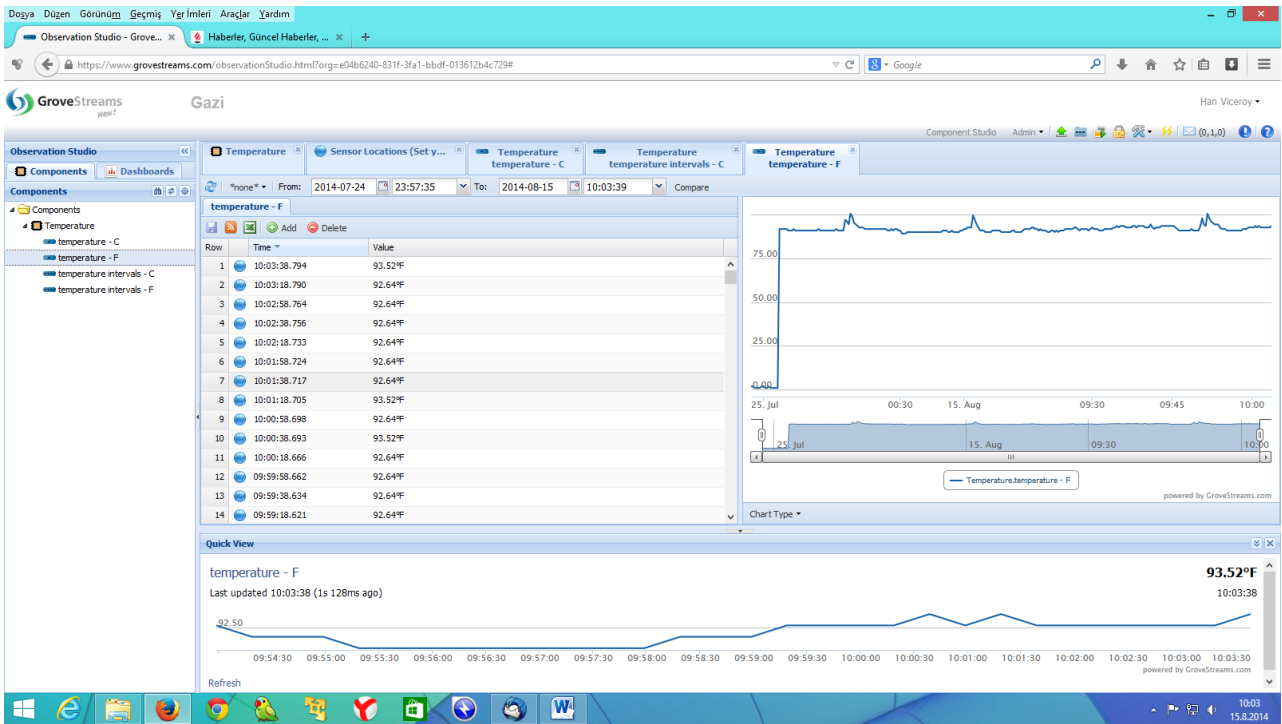 Dosya Düzen Görünüm Geçmiş Yer İmleri Araçlar Yardım
Observation Studio - Grove... Haberler, Güncel Haberler, ...
https://www.grovestreams.com/observationStudio.html?org=e04b6240-831f-3fa1-bbdf-013612b4c729#
Google
GroveStreams
New!
Gazi
Han Viceroy
Component Studio Admin (0,1,0)
Observation Studio
Components Dashboards
Components
Components
Temperature
temperature - C
temperature - F
temperature intervals - C
temperature intervals - F
Temperature
Sensor Locations (Set y...
Temperature
temperature - C
Temperature
temperature intervals - C
Temperature
temperature - F
*none* From: 2014-07-24 23:57:35 To: 2014-08-15 10:03:39 Compare
temperature - F
Add Delete
Row Time Value
1 10:03:38.794 93.52°F
2 10:03:18.790 92.64°F
3 10:02:58.764 92.64°F
4 10:02:38.756 92.64°F
5 10:02:18.733 92.64°F
6 10:01:58.724 92.64°F
7 10:01:38.717 92.64°F
8 10:01:18.705 93.52°F
9 10:00:58.698 92.64°F
10 10:00:38.693 93.52°F
11 10:00:18.666 92.64°F
12 09:59:58.662 92.64°F
13 09:59:38.634 92.64°F
14 09:59:18.621 92.64°F
75.00
50.00
25.00
0.00
25. Jul 00:30 15. Aug 09:30 09:45 10:00
25. Jul 15. Aug 09:30 10:00
Temperature.temperature - F
powered by GroveStreams.com
Chart Type
Quick View
temperature - F
93.52°F
Last updated 10:03:38 (1s 128ms ago)
10:03:38
92.50
09:54:30 09:55:00 09:55:30 09:56:00 09:56:30 09:57:00 09:57:30 09:58:00 09:58:30 09:59:00 09:59:30 10:00:00 10:00:30 10:01:00 10:01:30 10:02:00 10:02:30 10:03:00 10:03:30
powered by GroveStreams.com
Refresh
10:03
15.8.2014